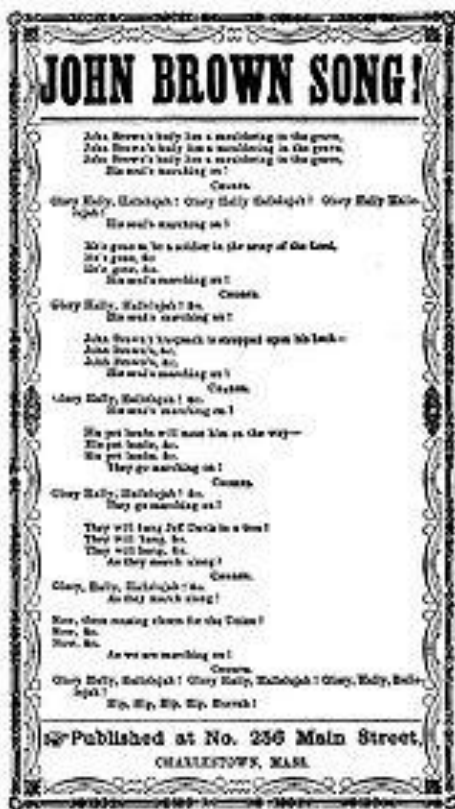 JOHN BROWN SONG!
John Brown's body lies a mouldering in the grave,
John Brown's body lies a mouldering in the grave,
John Brown's body lies a mouldering in the grave,
His soul's marching on!
CHORUS.
Glory Hally, Hallelujah! Glory Hally Hallelujah! Glory Hally Halle-
lujah!
His soul's marching on!
He's gone to be a soldier in the army of the Lord,
He's gone, &c
He's gone, &c.
His soul's marching on!
CHORUS.
Glory Hally, Hallelujah! &c.
His soul's marching on!
John Brown's knapsack is strapped upon his back—
John Brown's, &c.
John Brown's, &c.
His soul's marching on!
CHORUS.
Glory Hally, Hallelujah! &c.
His soul's marching on!
His pet lambs will meet him on the way—
His pet lambs, &c.
His pet lambs, &c.
They go marching on!
CHORUS.
Glory Hally, Hallelujah! &c.
They go marching on!
They will hang Jeff Davis to a tree!
They will hang, &c.
They will hang, &c.
As they march along!
CHORUS.
Glory, Hally, Hallelujah! &c.
As they march along!
Now, three rousing cheers for the Union!
Now, &c.
Now, &c.
As we are marching on!
CHORUS.
Glory Hally, Hallelujah! Glory Hally, Hallelujah! Glory, Hally, Halle-
lujah!
Hip, Hip, Hip, Hip, Hurrah!
Published at No. 256 Main Street,
CHARLESTOWN, MASS.